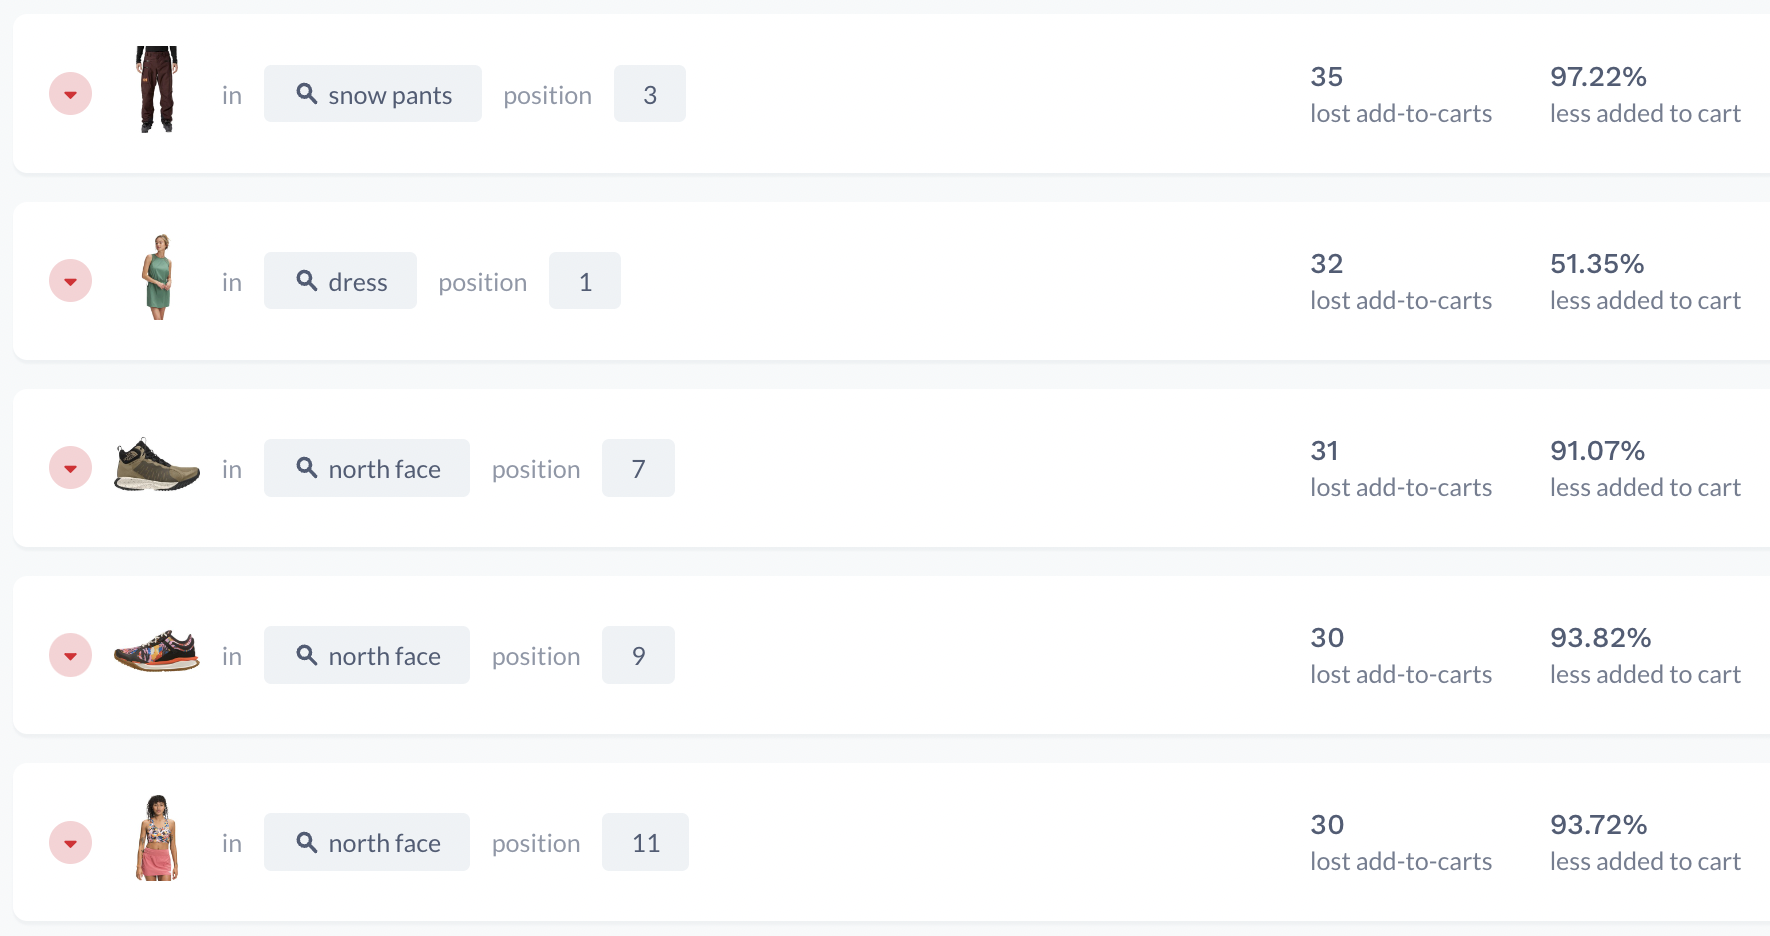 in snow pants position 3 35 97.22%
lost add-to-carts less added to cart
in dress position 1 32 51.35%
lost add-to-carts less added to cart
in north face position 7 31 91.07%
lost add-to-carts less added to cart
in north face position 9 30 93.82%
lost add-to-carts less added to cart
in north face position 11 30 93.72%
lost add-to-carts less added to cart